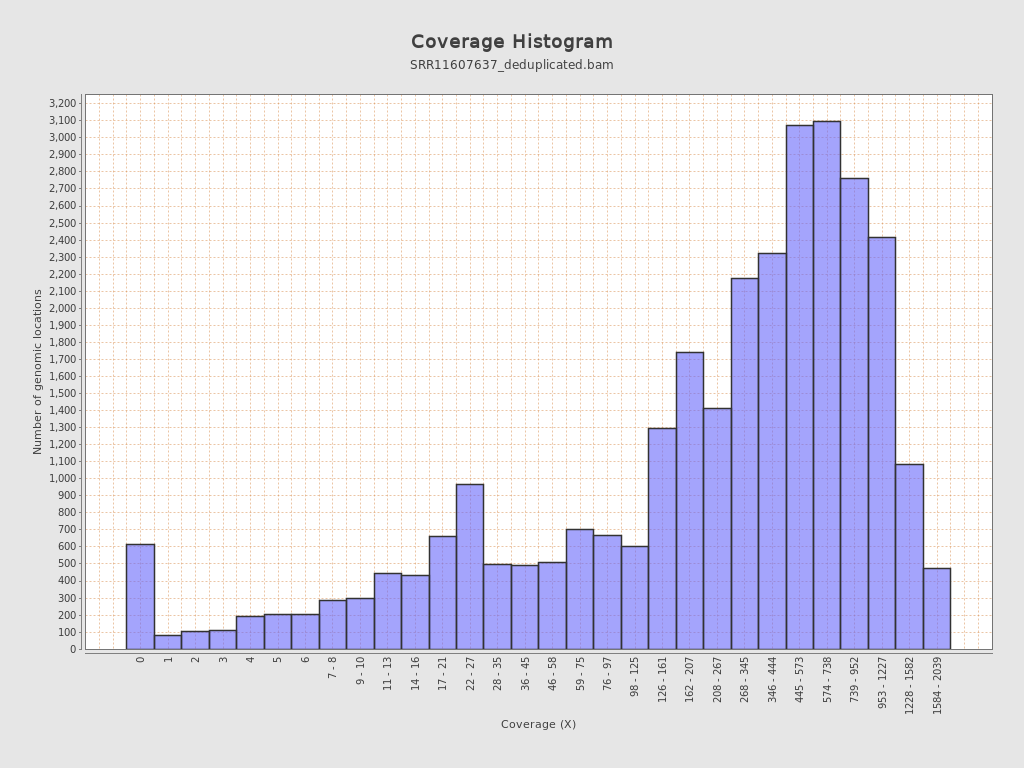 Coverage Histogram
SRR11607637_deduplicated.bam
Number of genomic locations
3,200
3,100
3,000
2,900
2,800
2,700
2,600
2,500
2,400
2,300
2,200
2,100
2,000
1,900
1,800
1,700
1,600
1,500
1,400
1,300
1,200
1,100
1,000
900
800
700
600
500
400
300
200
100
0
0
1
2
3
4
5
6
7 - 8
9 - 10
11 - 13
14 - 16
17 - 21
22 - 27
28 - 35
36 - 45
46 - 58
59 - 75
76 - 97
98 - 125
126 - 161
162 - 207
208 - 267
268 - 345
346 - 444
445 - 573
574 - 738
739 - 952
953 - 1227
1228 - 1582
1584 - 2039
Coverage (X)